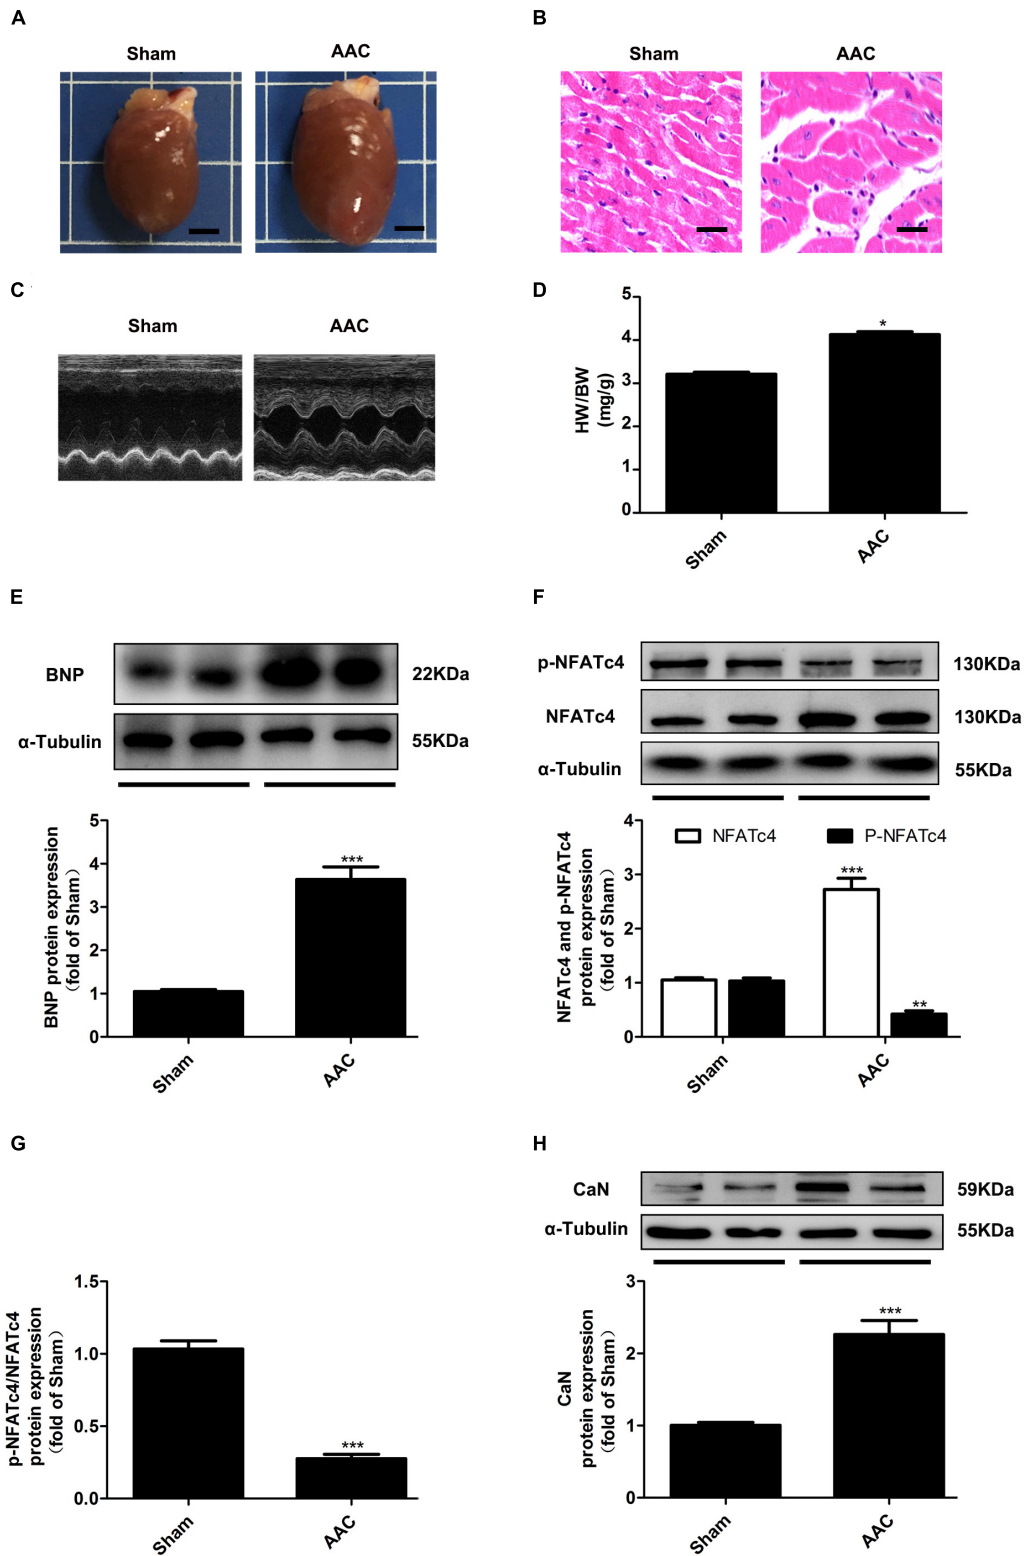 A
Sham
AAC
B
Sham
AAC
C
Sham
AAC
D
HW/BW
(mg/g)
5
4
3
2
1
0
*
Sham
AAC
E
BNP
22KDa
α-Tubulin
55KDa
BNP protein expression
(fold of Sham)
5
4
3
2
1
0
***
Sham
AAC
F
p-NFATc4
130KDa
NFATc4
130KDa
α-Tubulin
55KDa
NFATc4 and p-NFATc4
protein expression
(fold of Sham)
4
3
2
1
0
NFATc4
P-NFATc4
***
**
Sham
AAC
G
p-NFATc4/NFATc4
protein expression
(fold of Sham)
1.5
1.0
0.5
0.0
***
Sham
AAC
H
CaN
59KDa
α-Tubulin
55KDa
CaN
protein expression
(fold of Sham)
3
2
1
0
***
Sham
AAC